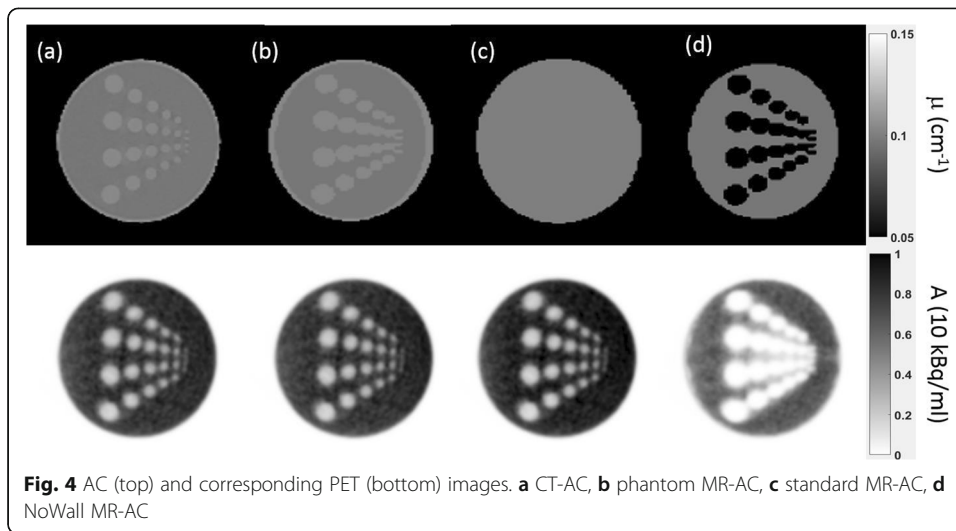 (a)
(b)
(c)
(d)
0.15
0.1
0.05
μ (cm-1)
1
0.8
0.6
0.4
0.2
0
A (10 kBq/ml)
Fig. 4 AC (top) and corresponding PET (bottom) images. a CT-AC, b phantom MR-AC, c standard MR-AC, d
NoWall MR-AC